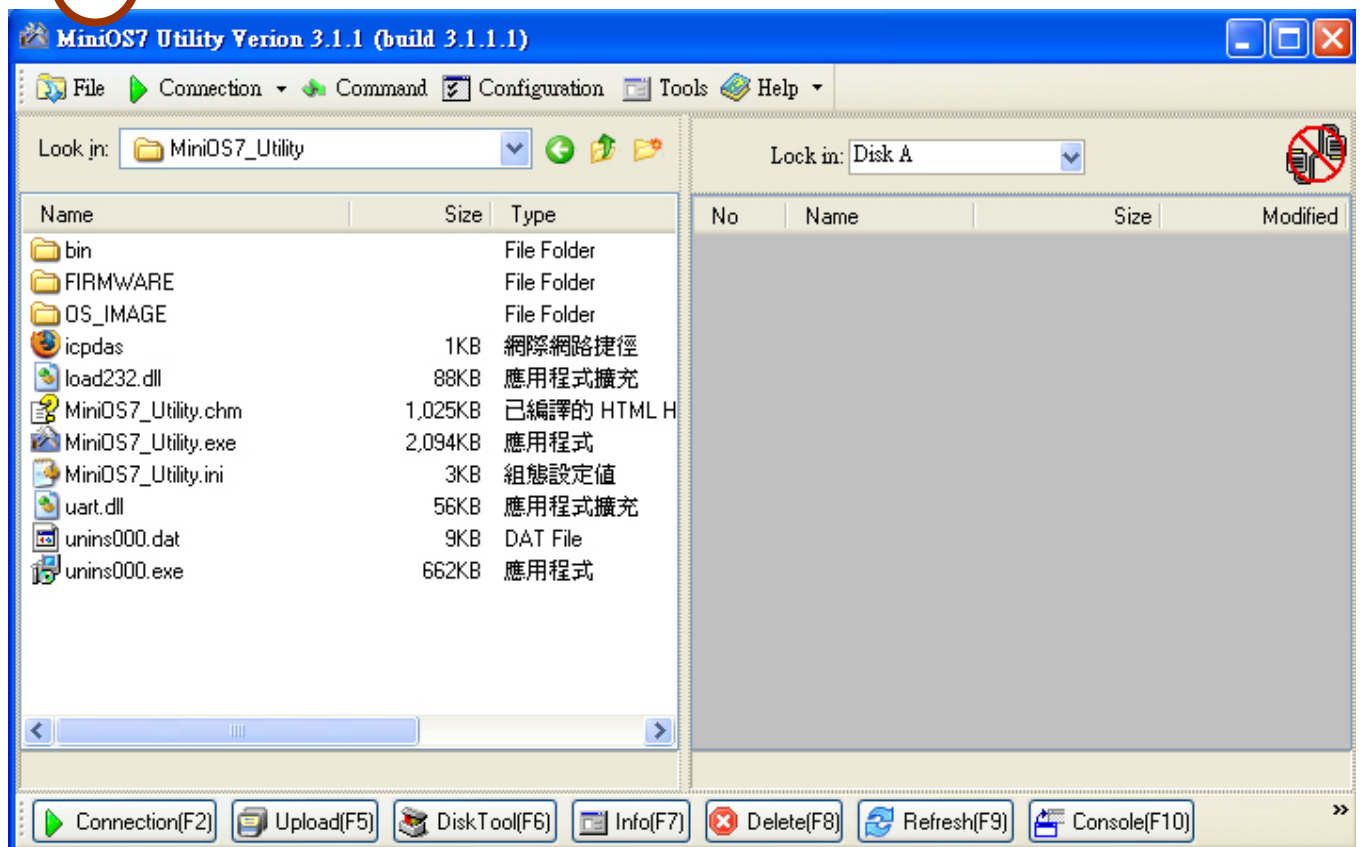 MiniOS7 Utility Verion 3.1.1 (build 3.1.1.1)
File Connection Command Configuration Tools Help
Look in: MiniOS7_Utility
Lock in: Disk A
Name Size Type
No Name Size Modified
bin File Folder
FIRMWARE File Folder
OS_IMAGE File Folder
icpdas 1KB 網際網路捷徑
load232.dll 88KB 應用程式擴充
MiniOS7_Utility.chm 1,025KB 已編譯的 HTML H
MiniOS7_Utility.exe 2,094KB 應用程式
MiniOS7_Utility.ini 3KB 組態設定值
uart.dll 56KB 應用程式擴充
unins000.dat 9KB DAT File
unins000.exe 662KB 應用程式
Connection(F2) Upload(F5) DiskTool(F6) Info(F7) Delete(F8) Refresh(F9) Console(F10) »